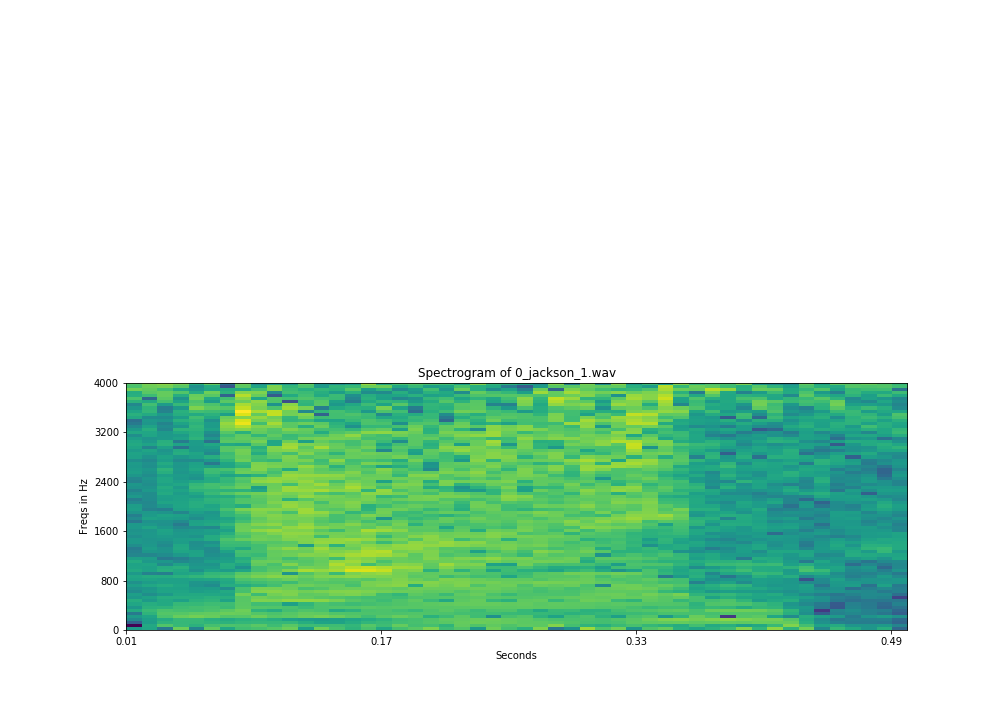 Spectrogram of 0_jackson_1.wav
Freqs in Hz
4000
3200
2400
1600
800
0
0.01 0.17 0.33 0.49
Seconds